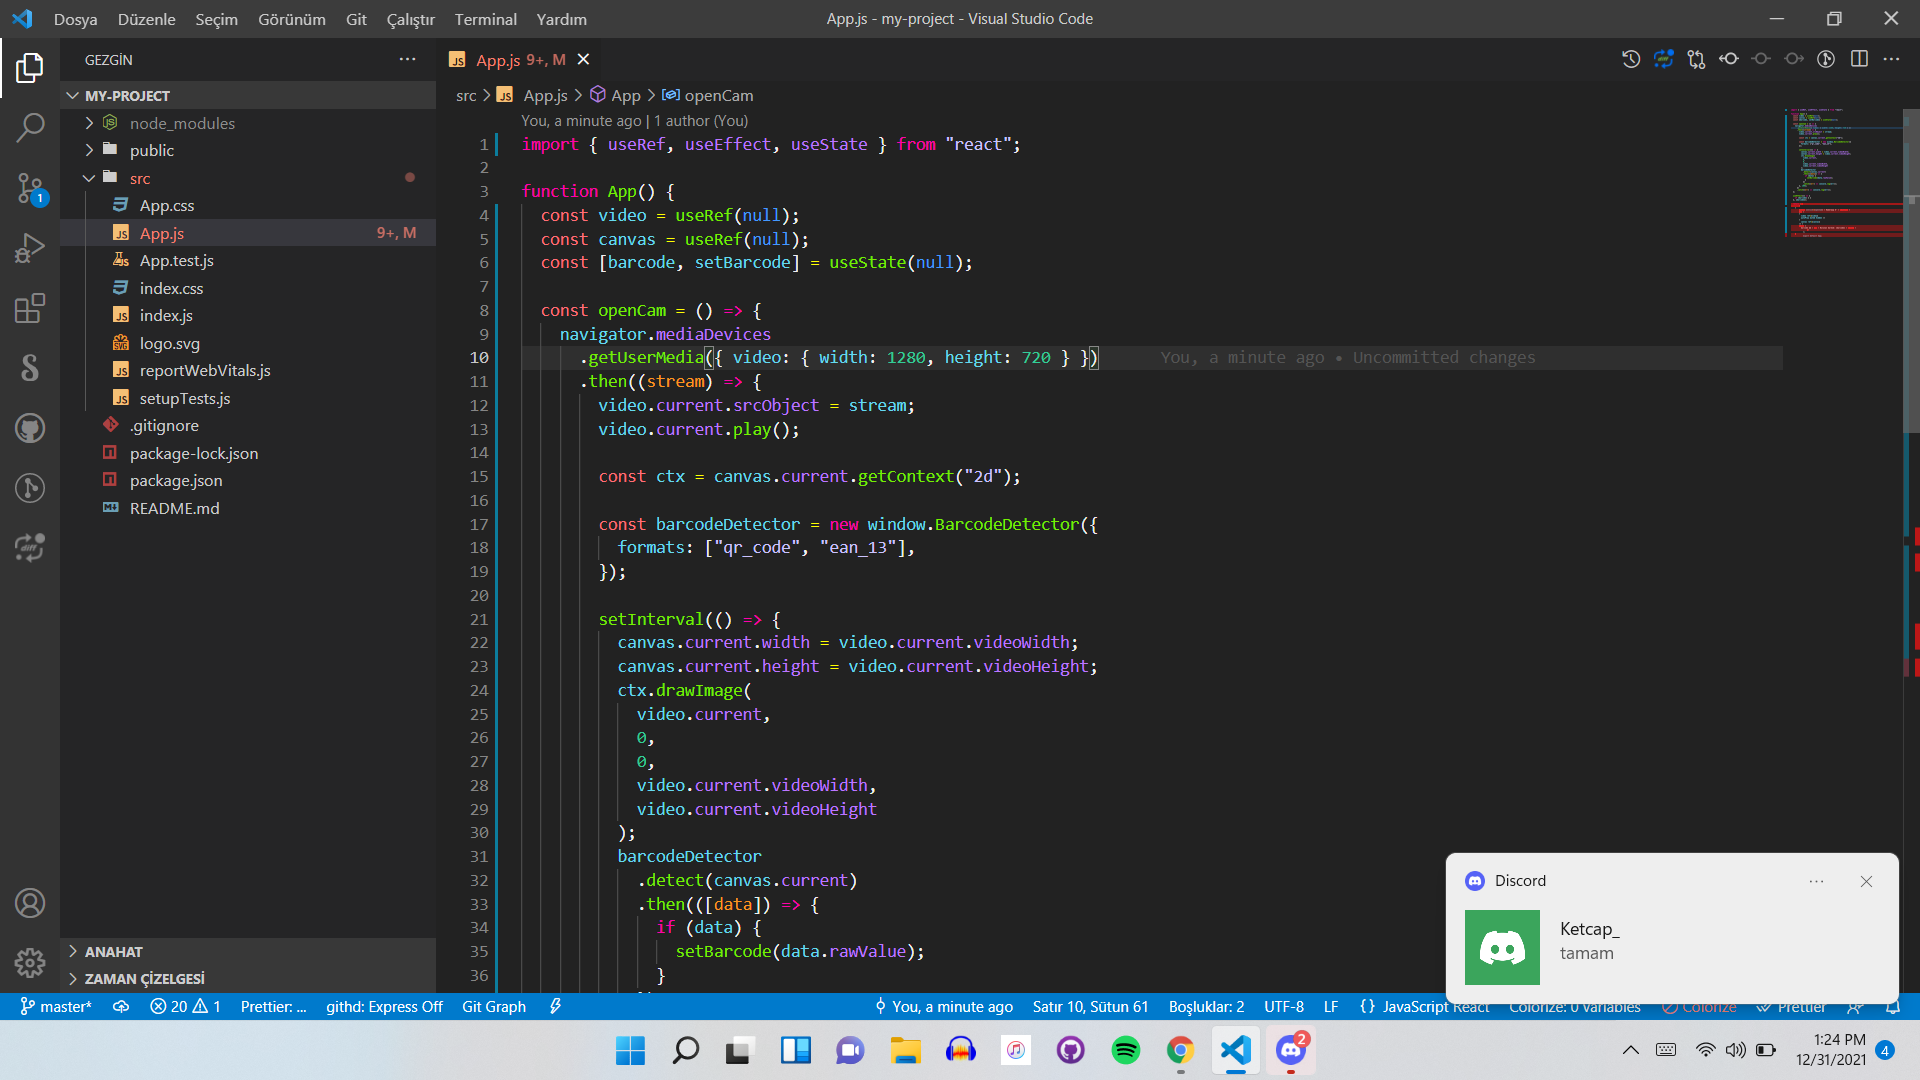 Dosya Düzenle Seçim Görünüm Git Çalıştır Terminal Yardım
App.js - my-project - Visual Studio Code
GEZGİN
MY-PROJECT
node_modules
public
src
App.css
App.js 9+, M
App.test.js
index.css
index.js
logo.svg
reportWebVitals.js
setupTests.js
.gitignore
package-lock.json
package.json
README.md
ANAHAT
ZAMAN ÇİZELGESİ
1
App.js 9+, M
src > App.js > App > openCam
You, a minute ago | 1 author (You)
1 import { useRef, useEffect, useState } from "react";
2
3 function App() {
4 const video = useRef(null);
5 const canvas = useRef(null);
6 const [barcode, setBarcode] = useState(null);
7
8 const openCam = () => {
9 navigator.mediaDevices
10 .getUserMedia({ video: { width: 1280, height: 720 } }) You, a minute ago • Uncommitted changes
11 .then((stream) => {
12 video.current.srcObject = stream;
13 video.current.play();
14
15 const ctx = canvas.current.getContext("2d");
16
17 const barcodeDetector = new window.BarcodeDetector({
18 formats: ["qr_code", "ean_13"],
19 });
20
21 setInterval(() => {
22 canvas.current.width = video.current.videoWidth;
23 canvas.current.height = video.current.videoHeight;
24 ctx.drawImage(
25 video.current,
26 0,
27 0,
28 video.current.videoWidth,
29 video.current.videoHeight
30 );
31 barcodeDetector
32 .detect(canvas.current)
33 .then(([data]) => {
34 if (data) {
35 setBarcode(data.rawValue);
36 }
Discord
Ketcap_
tamam
master* 20 1 Prettier: ... githd: Express Off Git Graph
You, a minute ago Satır 10, Sütun 61 Boşluklar: 2 UTF-8 LF {} JavaScript React Colorize: 0 variables Colorize Prettier
2
1:24 PM
12/31/2021
4